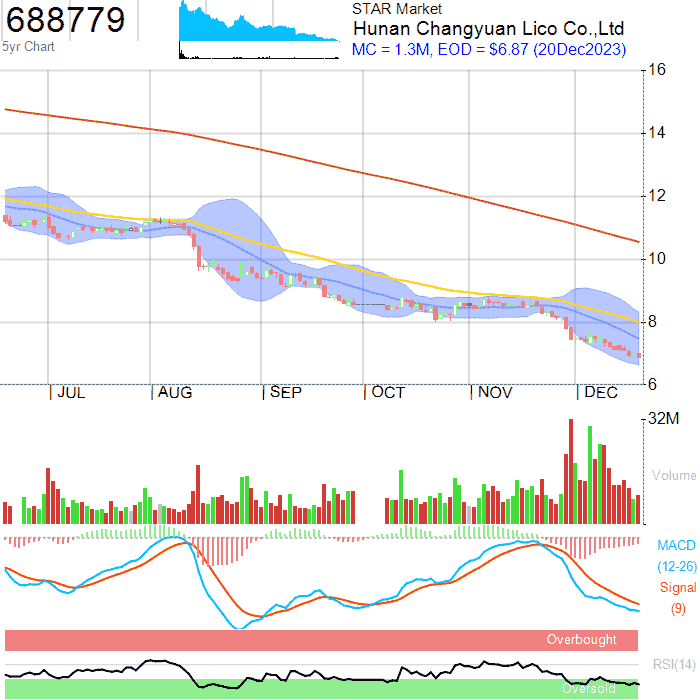 688779
5yr Chart
STAR Market
Hunan Changyuan Lico Co.,Ltd
MC = 1.3M, EOD = $6.87 (20Dec2023)
16
14
12
10
8
6
JUL AUG SEP OCT NOV DEC
32M
Volume
MACD
(12-26)
Signal
(9)
Overbought
RSI(14)
Oversold